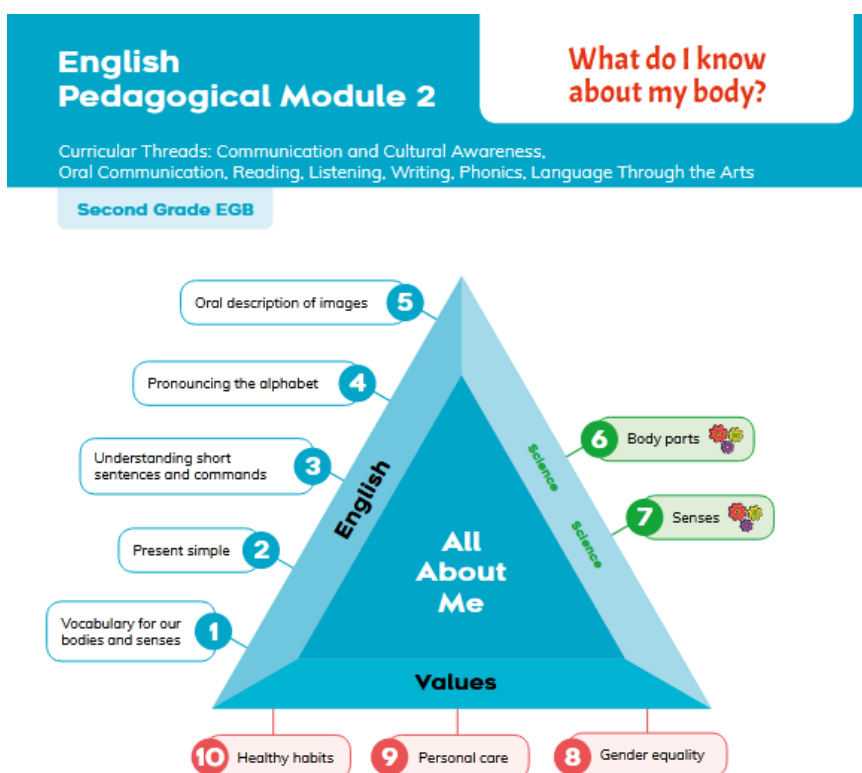 English
Pedagogical Module 2
What do I know
about my body?
Curricular Threads: Communication and Cultural Awareness,
Oral Communication, Reading, Listening, Writing, Phonics, Language Through the Arts
Second Grade EGB
Oral description of images
5
Pronouncing the alphabet
4
Understanding short
sentences and commands
3
Present simple
2
Vocabulary for our
bodies and senses
1
English
All
About
Me
Science
Science
6
Body parts
7
Senses
Values
10
Healthy habits
9
Personal care
8
Gender equality